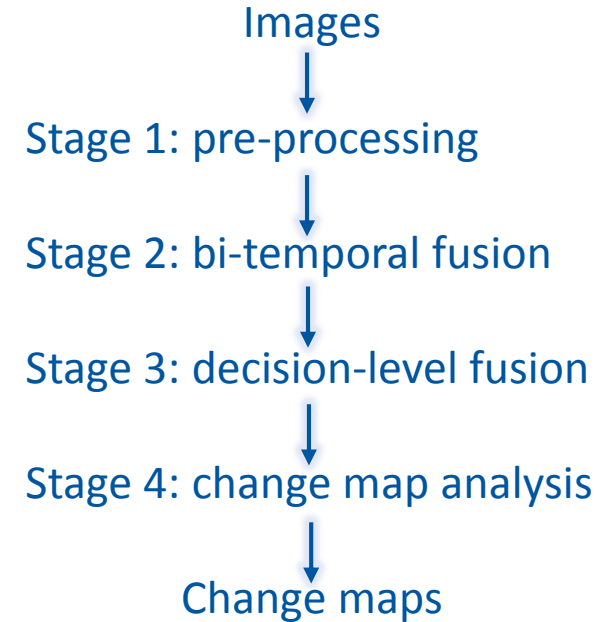 Images
Stage 1: pre-processing
Stage 2: bi-temporal fusion
Stage 3: decision-level fusion
Stage 4: change map analysis
Change maps